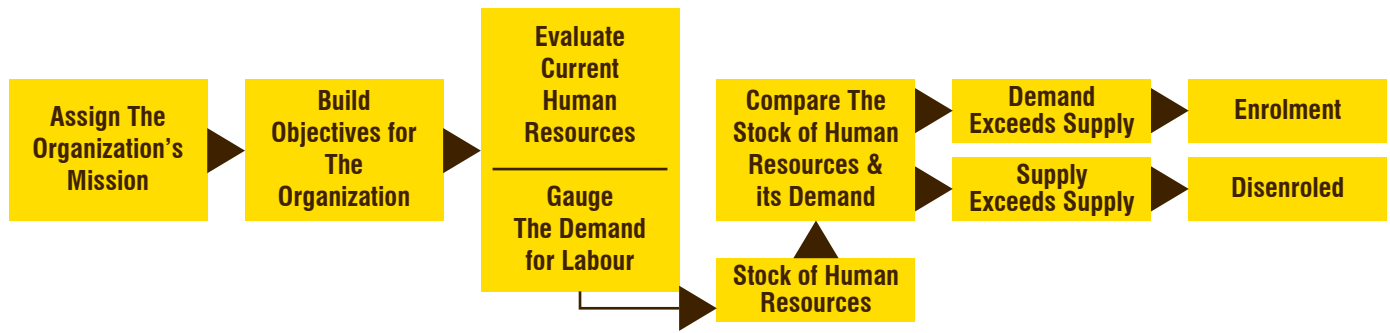 Assign The
Organization's
Mission
Build
Objectives for
The
Organization
Evaluate
Current
Human
Resources
Gauge
The Demand
for Labour
Stock of Human
Resources
Compare The
Stock of Human
Resources &
its Demand
Demand
Exceeds Supply
Enrolment
Supply
Exceeds Supply
Disenroled